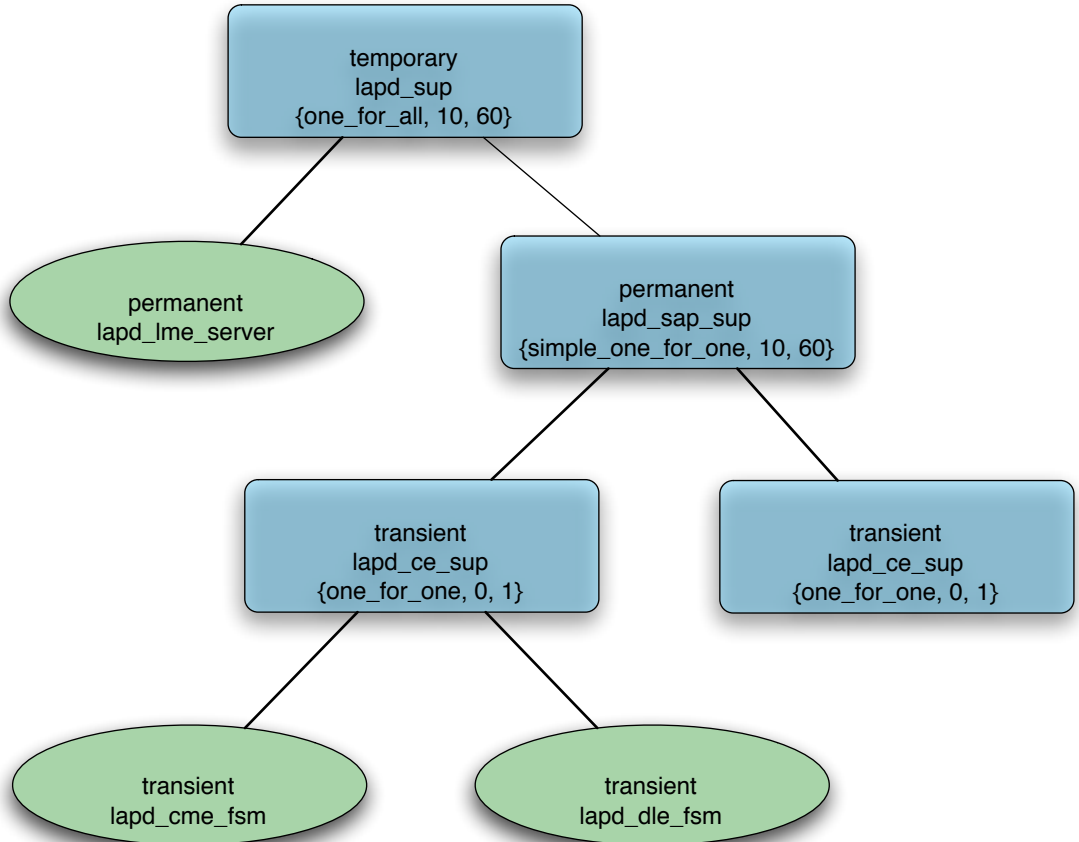 temporary
lapd_sup
{one_for_all, 10, 60}
permanent
lapd_lme_server
permanent
lapd_sap_sup
{simple_one_for_one, 10, 60}
transient
lapd_ce_sup
{one_for_one, 0, 1}
transient
lapd_ce_sup
{one_for_one, 0, 1}
transient
lapd_cme_fsm
transient
lapd_dle_fsm